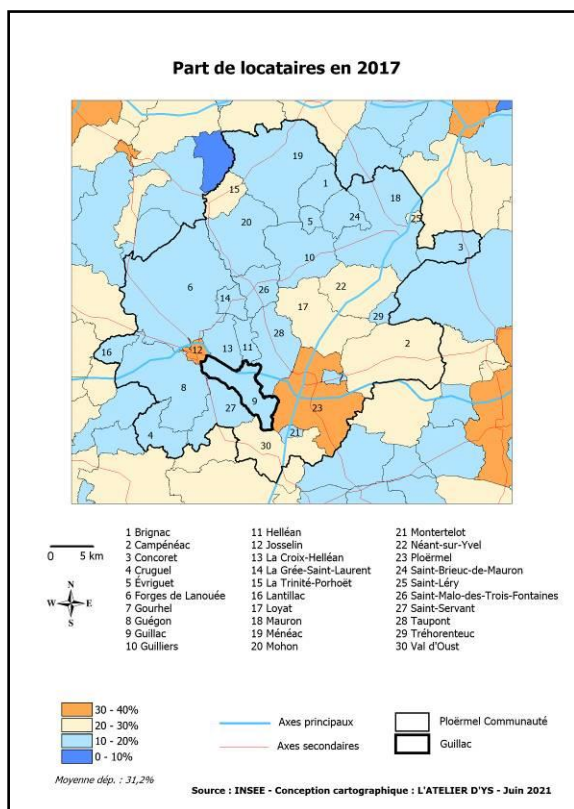 Part de locataires en 2017
19
1
18
15
20
5
24
25
10
3
6
26
22
14
17
29
28
2
16
12
13
11
8
9
23
27
21
4
30
0 5 km
N
W E
S
1 Brignac
2 Campénéac
3 Concoret
4 Cruguel
5 Évriguet
6 Forges de Lanouée
7 Gourhel
8 Guégon
9 Guillac
10 Guilliers
11 Helléan
12 Josselin
13 La Croix-Helléan
14 La Grée-Saint-Laurent
15 La Trinité-Porhoët
16 Lantillac
17 Loyat
18 Mauron
19 Ménéac
20 Mohon
21 Montertelot
22 Néant-sur-Yvel
23 Ploërmel
24 Saint-Brieuc-de-Mauron
25 Saint-Léry
26 Saint-Malo-des-Trois-Fontaines
27 Saint-Servant
28 Taupont
29 Tréhorenteuc
30 Val d'Oust
30 - 40%
20 - 30%
10 - 20%
0 - 10%
Moyenne dép. : 31,2%
Axes principaux
Axes secondaires
Ploërmel Communauté
Guillac
Source : INSEE - Conception cartographique : L'ATELIER D'YS - Juin 2021